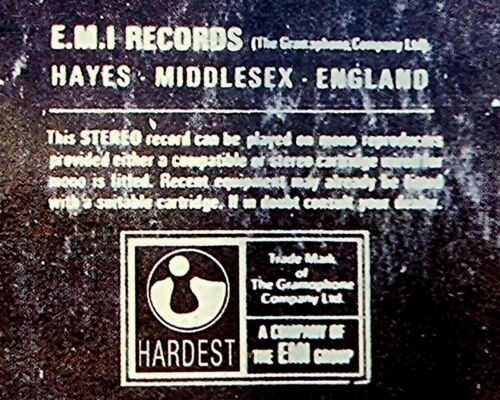 E.M.I RECORDS (The Gramophone Company Ltd)
HAYES · MIDDLESEX · ENGLAND
This STEREO record can be played on mono reproducers
provided either a compatible or stereo cartridge wired for
mono is fitted. Recent equipment may already be fitted
with a suitable cartridge. If in doubt consult your dealer.
HARDEST
Trade Mark
of
The Gramophone
Company Ltd.
A COMPANY OF
THE EMI GROUP